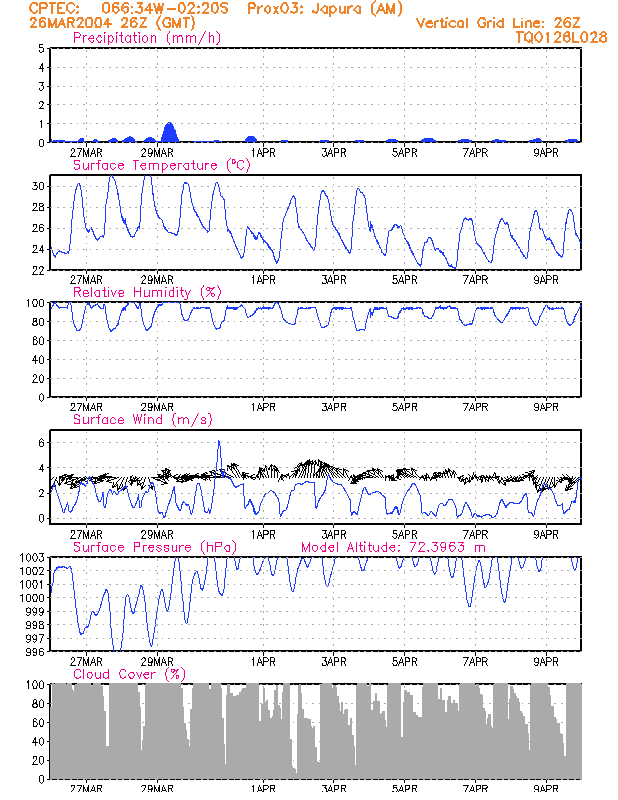 CPTEC: 066:34W-02:20S Prox03: Japura (AM)
26MAR2004 26Z (GMT) Vertical Grid Line: 26Z
Precipitation (mm/h) TQ0126L028
5
4
3
2
1
0
27MAR 29MAR 1APR 3APR 5APR 7APR 9APR
Surface Temperature (°C)
30
28
26
24
22
27MAR 29MAR 1APR 3APR 5APR 7APR 9APR
Relative Humidity (%)
100
80
60
40
20
0
27MAR 29MAR 1APR 3APR 5APR 7APR 9APR
Surface Wind (m/s)
6
4
2
0
27MAR 29MAR 1APR 3APR 5APR 7APR 9APR
Surface Pressure (hPa) Model Altitude: 72.3963 m
1003
1002
1001
1000
999
998
997
996
27MAR 29MAR 1APR 3APR 5APR 7APR 9APR
Cloud Cover (%)
100
80
60
40
20
0
27MAR 29MAR 1APR 3APR 5APR 7APR 9APR